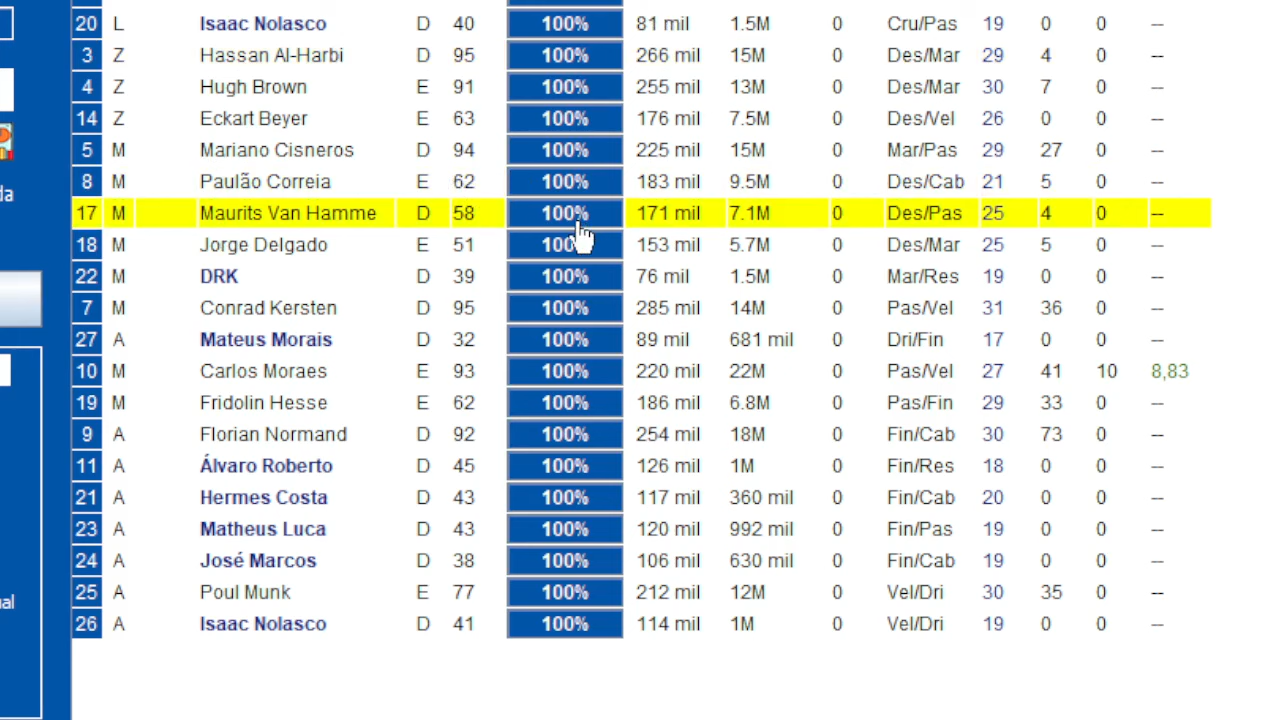 20 L Isaac Nolasco D 40 100% 81 mil 1.5M 0 Cru/Pas 19 0 0 --
3 Z Hassan Al-Harbi D 95 100% 266 mil 15M 0 Des/Mar 29 4 0 --
4 Z Hugh Brown E 91 100% 255 mil 13M 0 Des/Mar 30 7 0 --
14 Z Eckart Beyer E 63 100% 176 mil 7.5M 0 Des/Vel 26 0 0 --
5 M Mariano Cisneros D 94 100% 225 mil 15M 0 Mar/Pas 29 27 0 --
8 M Paulão Correia E 62 100% 183 mil 9.5M 0 Des/Cab 21 5 0 --
da
17 M Maurits Van Hamme D 58 100% 171 mil 7.1M 0 Des/Pas 25 4 0 --
18 M Jorge Delgado E 51 100% 153 mil 5.7M 0 Des/Mar 25 5 0 --
22 M DRK D 39 100% 76 mil 1.5M 0 Mar/Res 19 0 0 --
7 M Conrad Kersten D 95 100% 285 mil 14M 0 Pas/Vel 31 36 0 --
27 A Mateus Morais D 32 100% 89 mil 681 mil 0 Dri/Fin 17 0 0 --
10 M Carlos Moraes E 93 100% 220 mil 22M 0 Pas/Vel 27 41 10 8,83
19 M Fridolin Hesse E 62 100% 186 mil 6.8M 0 Pas/Fin 29 33 0 --
9 A Florian Normand D 92 100% 254 mil 18M 0 Fin/Cab 30 73 0 --
11 A Álvaro Roberto D 45 100% 126 mil 1M 0 Fin/Res 18 0 0 --
21 A Hermes Costa D 43 100% 117 mil 360 mil 0 Fin/Cab 20 0 0 --
23 A Matheus Luca D 43 100% 120 mil 992 mil 0 Fin/Pas 19 0 0 --
24 A José Marcos D 38 100% 106 mil 630 mil 0 Fin/Cab 19 0 0 --
25 A Poul Munk E 77 100% 212 mil 12M 0 Vel/Dri 30 35 0 --
ual
26 A Isaac Nolasco D 41 100% 114 mil 1M 0 Vel/Dri 19 0 0 --